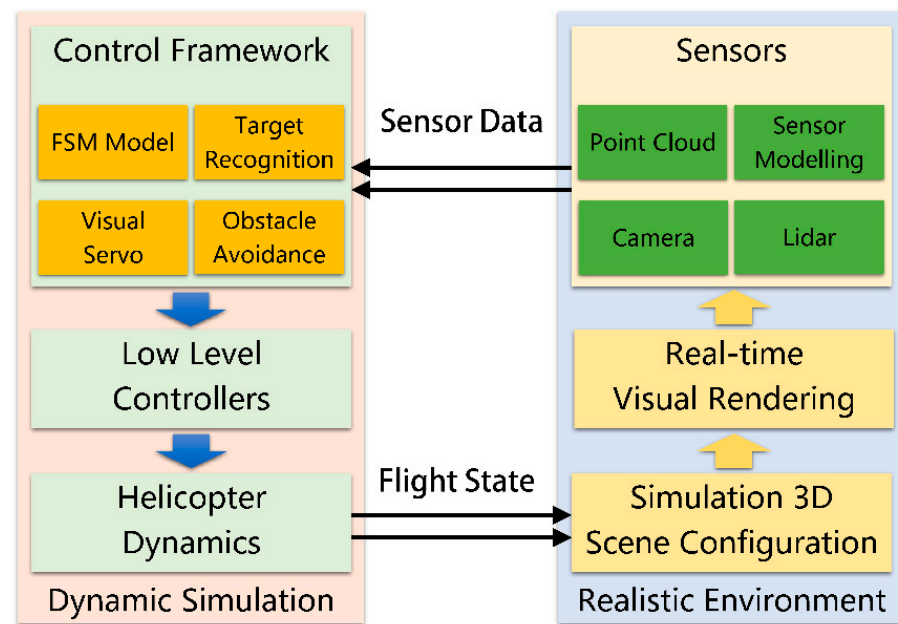 Control Framework
FSM Model
Target
Recognition
Visual
Servo
Obstacle
Avoidance
Low Level
Controllers
Helicopter
Dynamics
Dynamic Simulation
Sensor Data
Flight State
Sensors
Point Cloud
Sensor
Modelling
Camera
Lidar
Real-time
Visual Rendering
Simulation 3D
Scene Configuration
Realistic Environment